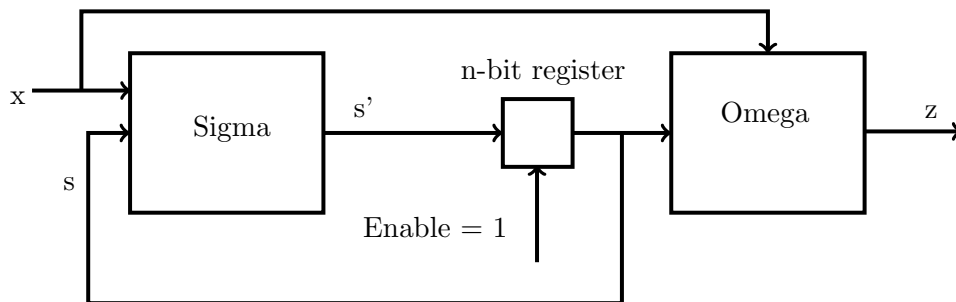 n-bit register
x
s'
Sigma
Omega
z
s
Enable = 1